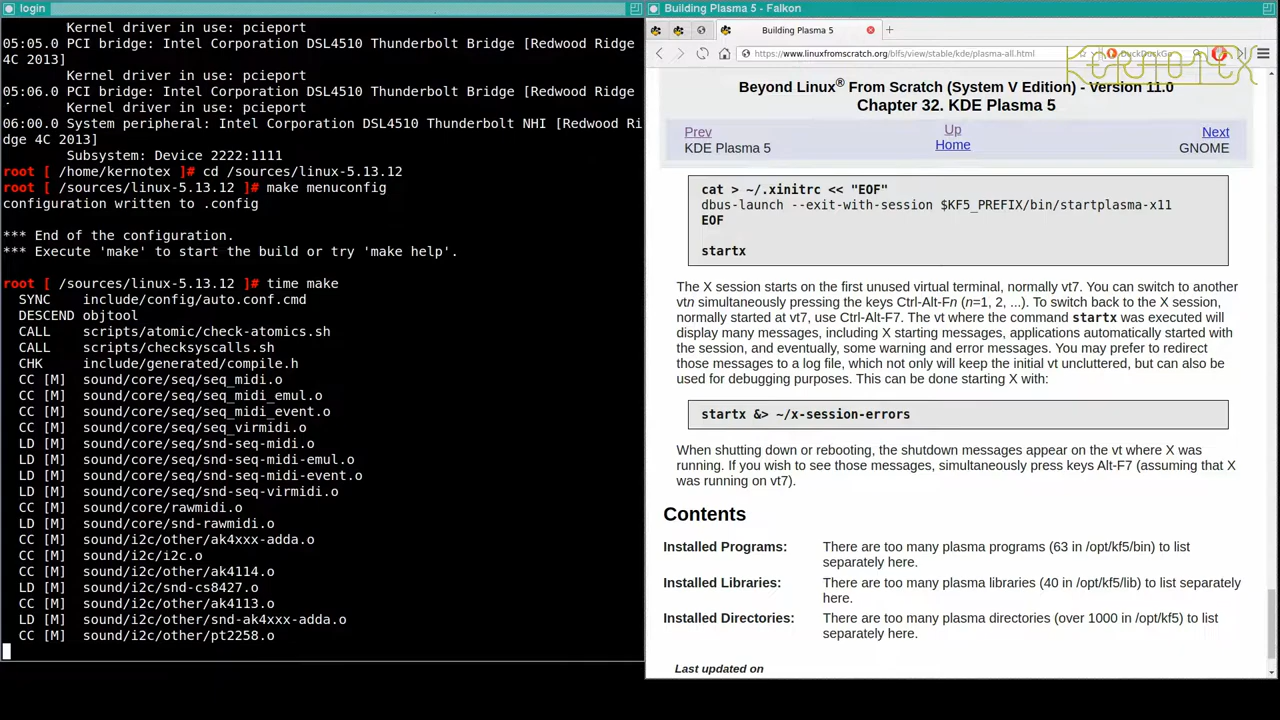 login
Kernel driver in use: pcieport
05:05.0 PCI bridge: Intel Corporation DSL4510 Thunderbolt Bridge [Redwood Ridge
4C 2013]
Kernel driver in use: pcieport
05:06.0 PCI bridge: Intel Corporation DSL4510 Thunderbolt Bridge [Redwood Ridge
Kernel driver in use: pcieport
06:00.0 System peripheral: Intel Corporation DSL4510 Thunderbolt NHI [Redwood Ri
dge 4C 2013]
Subsystem: Device 2222:1111
root [ /home/kernotex ]# cd /sources/linux-5.13.12
root [ /sources/linux-5.13.12 ]# make menuconfig
configuration written to .config
*** End of the configuration.
*** Execute 'make' to start the build or try 'make help'.
root [ /sources/linux-5.13.12 ]# time make
SYNC    include/config/auto.conf.cmd
DESCEND objtool
CALL    scripts/atomic/check-atomics.sh
CALL    scripts/checksyscalls.sh
CHK     include/generated/compile.h
CC [M]  sound/core/seq/seq_midi.o
CC [M]  sound/core/seq/seq_midi_emul.o
CC [M]  sound/core/seq/seq_midi_event.o
CC [M]  sound/core/seq/seq_virmidi.o
LD [M]  sound/core/seq/snd-seq-midi.o
LD [M]  sound/core/seq/snd-seq-midi-emul.o
LD [M]  sound/core/seq/snd-seq-midi-event.o
LD [M]  sound/core/seq/snd-seq-virmidi.o
CC [M]  sound/core/rawmidi.o
LD [M]  sound/core/snd-rawmidi.o
CC [M]  sound/i2c/other/ak4xxx-adda.o
CC [M]  sound/i2c/i2c.o
CC [M]  sound/i2c/other/ak4114.o
LD [M]  sound/i2c/snd-cs8427.o
CC [M]  sound/i2c/other/ak4113.o
LD [M]  sound/i2c/other/snd-ak4xxx-adda.o
CC [M]  sound/i2c/other/pt2258.o
Building Plasma 5 - Falkon
Building Plasma 5
https://www.linuxfromscratch.org/blfs/view/stable/kde/plasma-all.html
DuckDuckGo
KERNOTEX
Beyond Linux® From Scratch (System V Edition) - Version 11.0
Chapter 32. KDE Plasma 5
Prev Up Next
KDE Plasma 5 Home GNOME
cat > ~/.xinitrc << "EOF"
dbus-launch --exit-with-session $KF5_PREFIX/bin/startplasma-x11
EOF
startx
The X session starts on the first unused virtual terminal, normally vt7. You can switch to another
vtn simultaneously pressing the keys Ctrl-Alt-Fn (n=1, 2, ...). To switch back to the X session,
normally started at vt7, use Ctrl-Alt-F7. The vt where the command startx was executed will
display many messages, including X starting messages, applications automatically started with
the session, and eventually, some warning and error messages. You may prefer to redirect
those messages to a log file, which not only will keep the initial vt uncluttered, but can also be
used for debugging purposes. This can be done starting X with:
startx &> ~/x-session-errors
When shutting down or rebooting, the shutdown messages appear on the vt where X was
running. If you wish to see those messages, simultaneously press keys Alt-F7 (assuming that X
was running on vt7).
Contents
Installed Programs: There are too many plasma programs (63 in /opt/kf5/bin) to list
separately here.
Installed Libraries: There are too many plasma libraries (40 in /opt/kf5/lib) to list separately
here.
Installed Directories: There are too many plasma directories (over 1000 in /opt/kf5) to list
separately here.
Last updated on